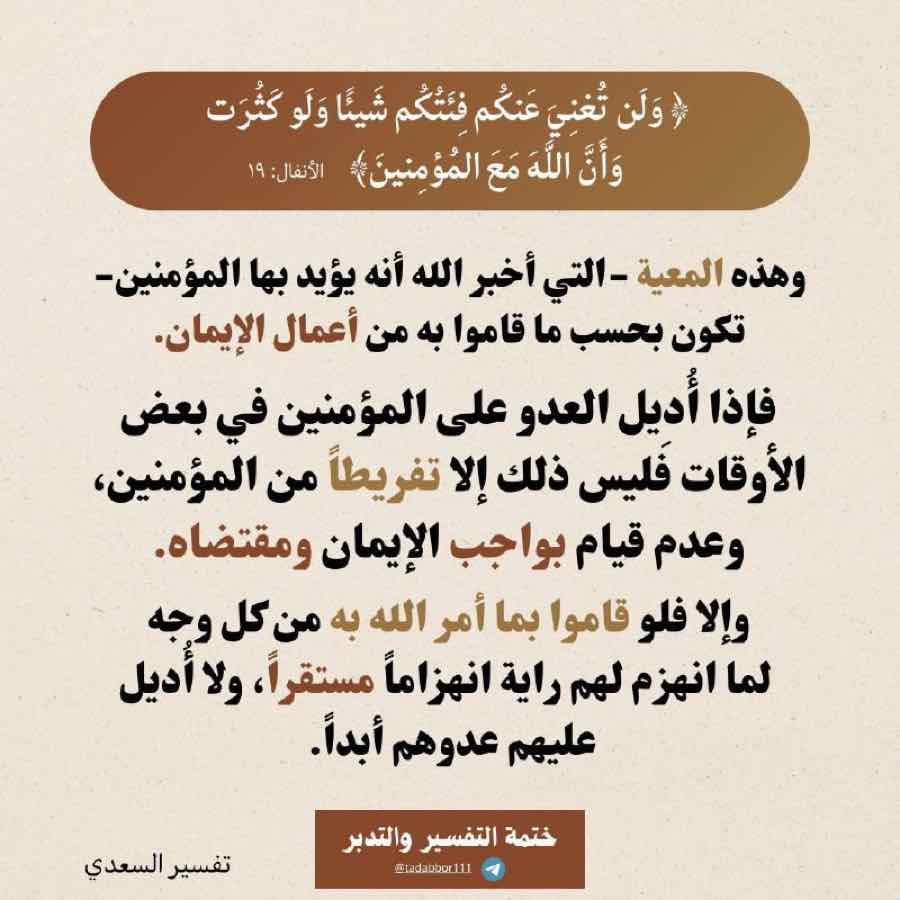 ﴿ وَلَن تُغنِيَ عَنكُم فِئَتُكُم شَيئًا وَلَو كَثُرَت
وَأَنَّ اللَّهَ مَعَ المُؤمِنينَ﴾ الأنفال: ١٩
وهذه المعية -التي أخبر الله أنه يؤيد بها المؤمنين-
تكون بحسب ما قاموا به من أعمال الإيمان.
فإذا أُديل العدو على المؤمنين في بعض
الأوقات فَليس ذلك إلا تفريطاً من المؤمنين،
وعدم قيام بواجب الإيمان ومقتضاه.
وإلا فلو قاموا بما أمر الله به من كل وجه
لما انهزم لهم راية انهزاماً مستقراً، ولا أُديل
عليهم عدوهم أبداً.
ختمة التفسير والتدبر
@tadabbor111
تفسير السعدي